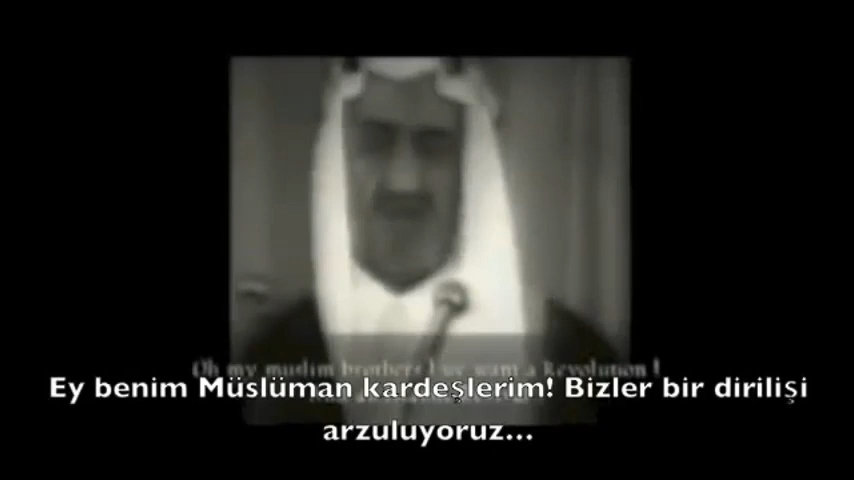 Oh my muslim brothers ! we want a Revolution !
Ey benim Müslüman kardeşlerim! Bizler bir dirilişi
arzuluyoruz...